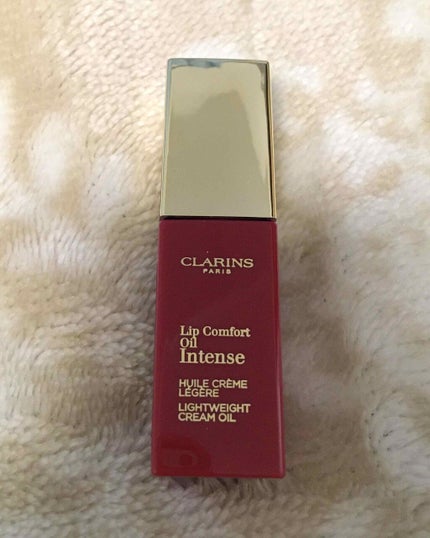 CLARINS
PARIS
Lip Comfort
Oil
Intense
HUILE CRÈME
LÉGÈRE
LIGHTWEIGHT
CREAM OIL